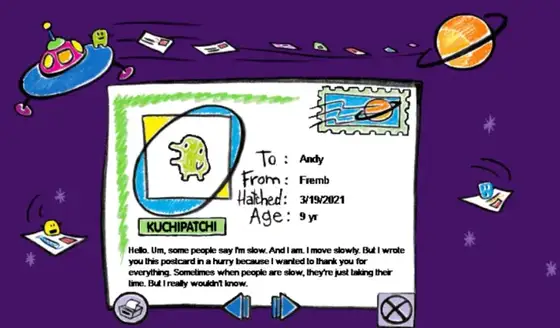 To: Andy
From: Fremb
Hatched: 3/19/2021
Age: 9 yr
KUCHIPATCHI
Hello. Um, some people say I'm slow. And I am. I move slowly. But I wrote
you this postcard in a hurry because I wanted to thank you for
everything. Sometimes when people are slow, they're just taking their
time. But I really wouldn't know.